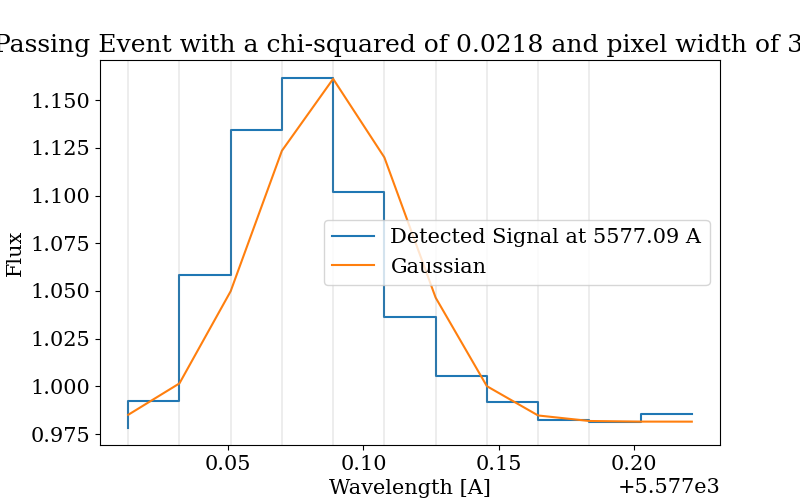 Passing Event with a chi-squared of 0.0218 and pixel width of 3
1.150
1.125
1.100
1.075
1.050
1.025
1.000
0.975
Flux
Detected Signal at 5577.09 A
Gaussian
0.05 0.10 0.15 0.20
Wavelength [A]
+5.577e3